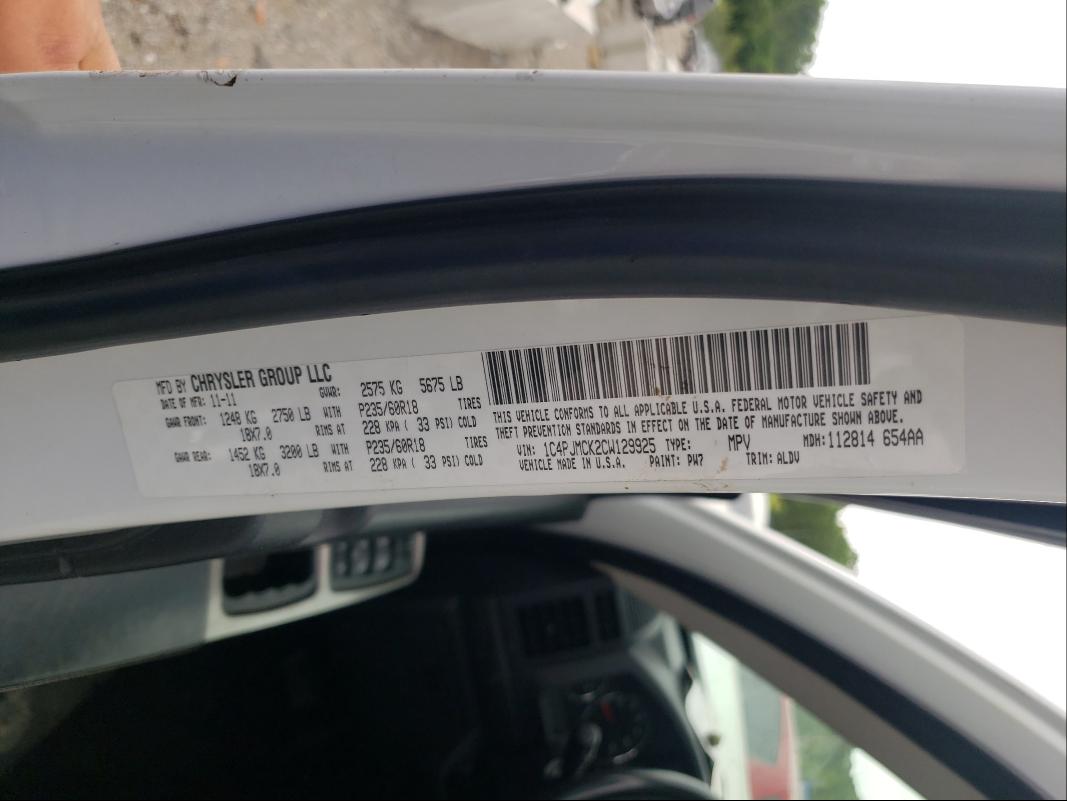 MFD BY CHRYSLER GROUP LLC
DATE OF MFR: 11-11 GVWR: 2575 KG 5675 LB
GAWR FRONT: 1248 KG 2750 LB WITH P235/60R18 TIRES
18X7.0 RIMS AT 228 KPA ( 33 PSI) COLD
GAWR REAR: 1452 KG 3200 LB WITH P235/60R18 TIRES
18X7.0 RIMS AT 228 KPA ( 33 PSI) COLD
THIS VEHICLE CONFORMS TO ALL APPLICABLE U.S.A. FEDERAL MOTOR VEHICLE SAFETY AND
THEFT PREVENTION STANDARDS IN EFFECT ON THE DATE OF MANUFACTURE SHOWN ABOVE.
VIN: 1C4PJMCK2CW129925 TYPE: MPV MDH: 112814 654AA
VEHICLE MADE IN U.S.A. PAINT: PW7 TRIM: ALDV